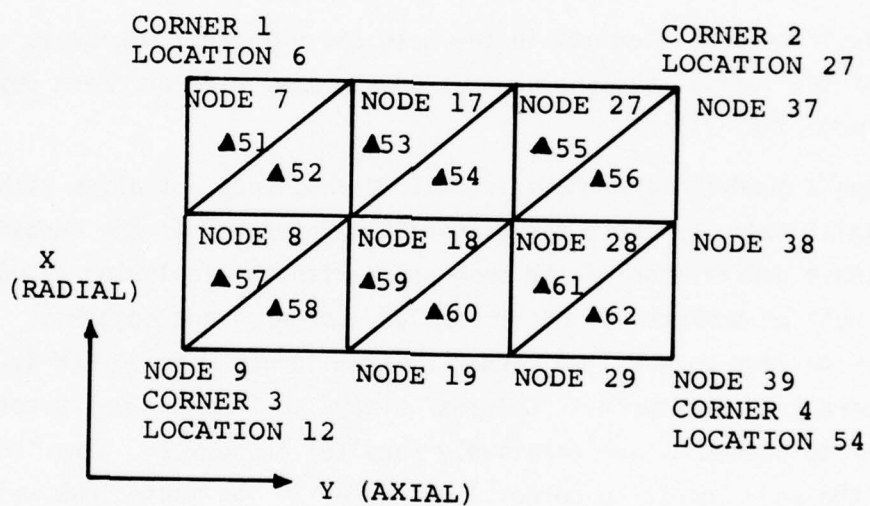 CORNER 1
LOCATION 6
CORNER 2
LOCATION 27
NODE 7
NODE 17
NODE 27
NODE 37
▲51
▲53
▲55
▲52
▲54
▲56
NODE 8
NODE 18
NODE 28
NODE 38
X
(RADIAL)
▲57
▲59
▲61
▲58
▲60
▲62
NODE 9
CORNER 3
LOCATION 12
NODE 19
NODE 29
NODE 39
CORNER 4
LOCATION 54
Y (AXIAL)